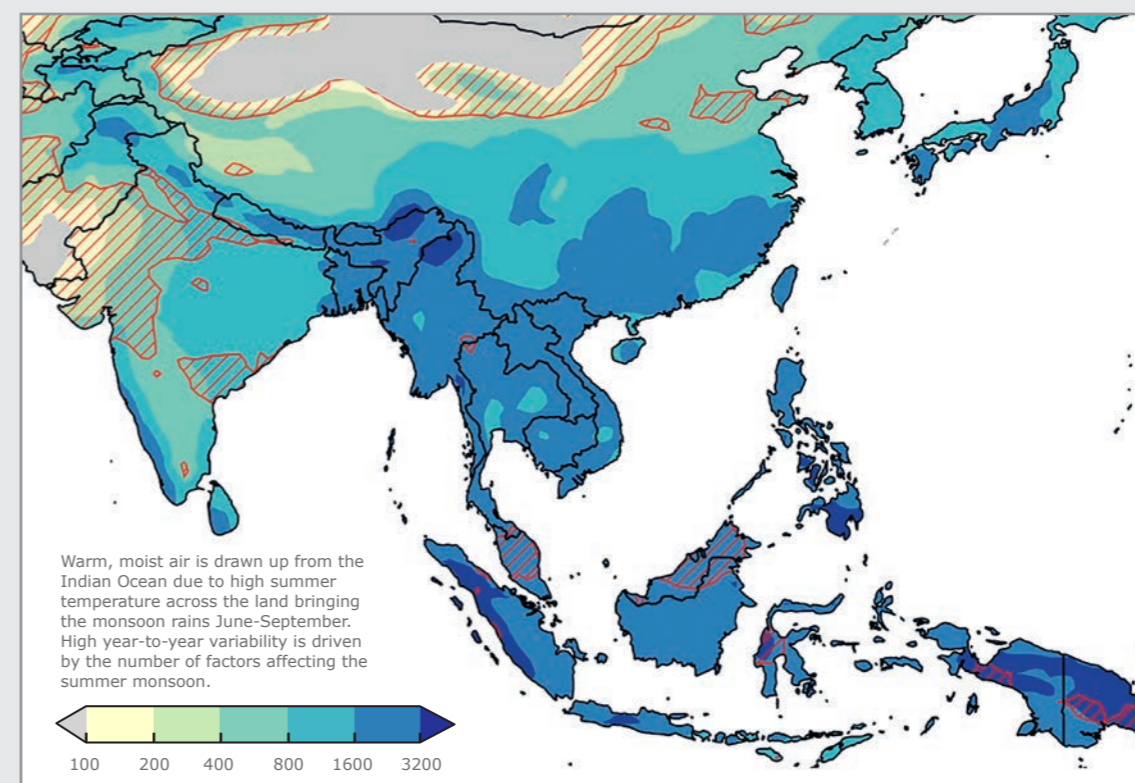 Warm, moist air is drawn up from the
Indian Ocean due to high summer
temperature across the land bringing
the monsoon rains June-September.
High year-to-year variability is driven
by the number of factors affecting the
summer monsoon.
100 200 400 800 1600 3200